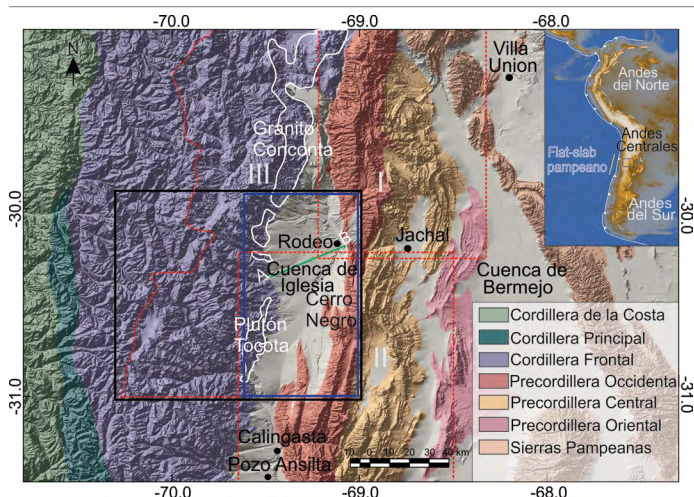 -70.0
-69.0
-68.0
N
Villa
Union
Andes
del Norte
Andes
Centrales
Flat-slab
pampeano
Andes
del Sur
Granito
Conconta
III
I
-30.0
-30.0
Rodeo
B
Jachal
A
Cuenca de
Iglesia
Cuenca de
Bermejo
Cerro
Negro
Plutón
Tocota
II
Cordillera de la Costa
Cordillera Principal
Cordillera Frontal
Precordillera Occidental
Precordillera Central
Precordillera Oriental
Sierras Pampeanas
-31.0
-31.0
Calingasta
Pozo Ansilta
10 0 10 20 30 40 km
-70.0
-69.0
-68.0